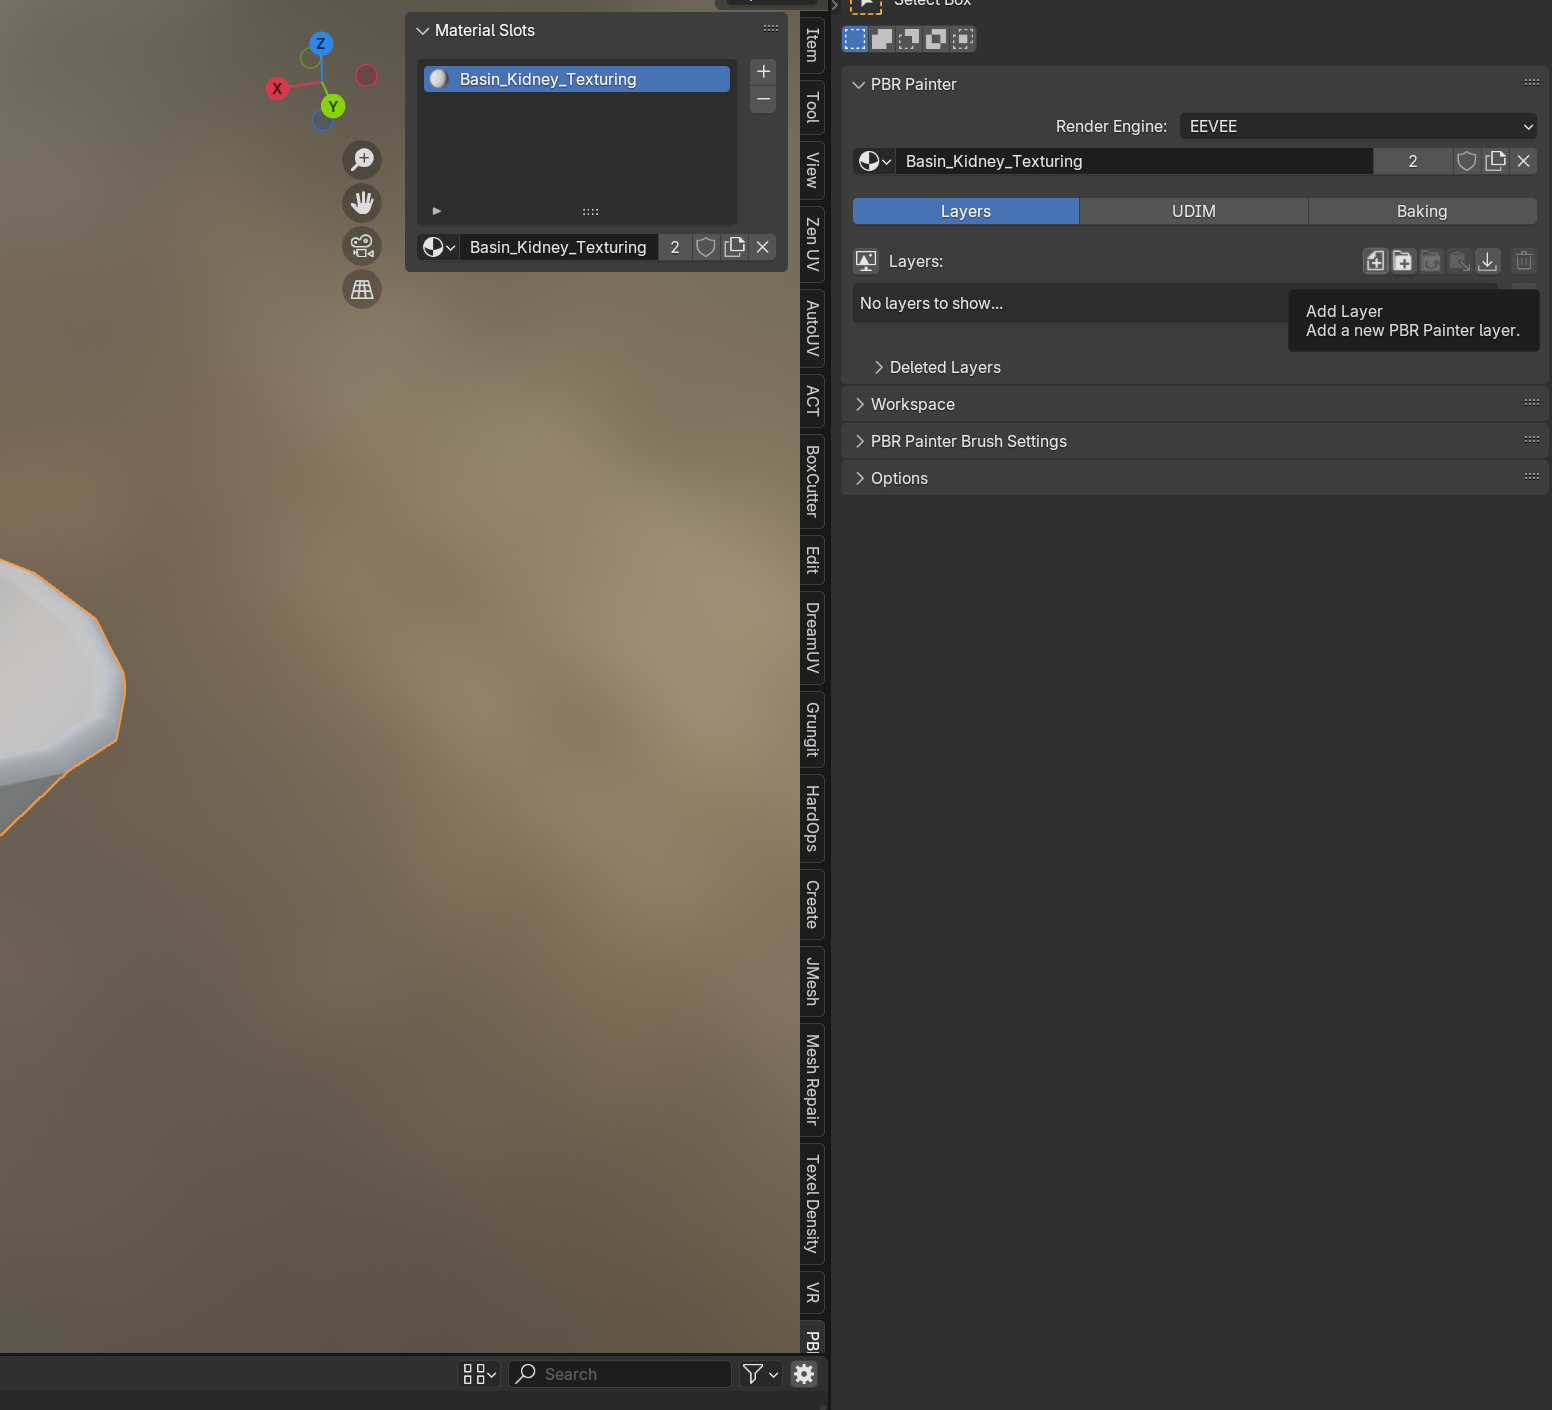 Select Box
Material Slots
Basin_Kidney_Texturing
Basin_Kidney_Texturing
2
Z
X
Y
Item
Tool
View
Zen UV
AutoUV
ACT
BoxCutter
Edit
DreamUV
Grungit
HardOps
Create
JMesh
Mesh Repair
Texel Density
VR
Search
PBR Painter
Render Engine:
EEVEE
Basin_Kidney_Texturing
2
Layers
UDIM
Baking
Layers:
No layers to show...
Add Layer
Add a new PBR Painter layer.
Deleted Layers
Workspace
PBR Painter Brush Settings
Options